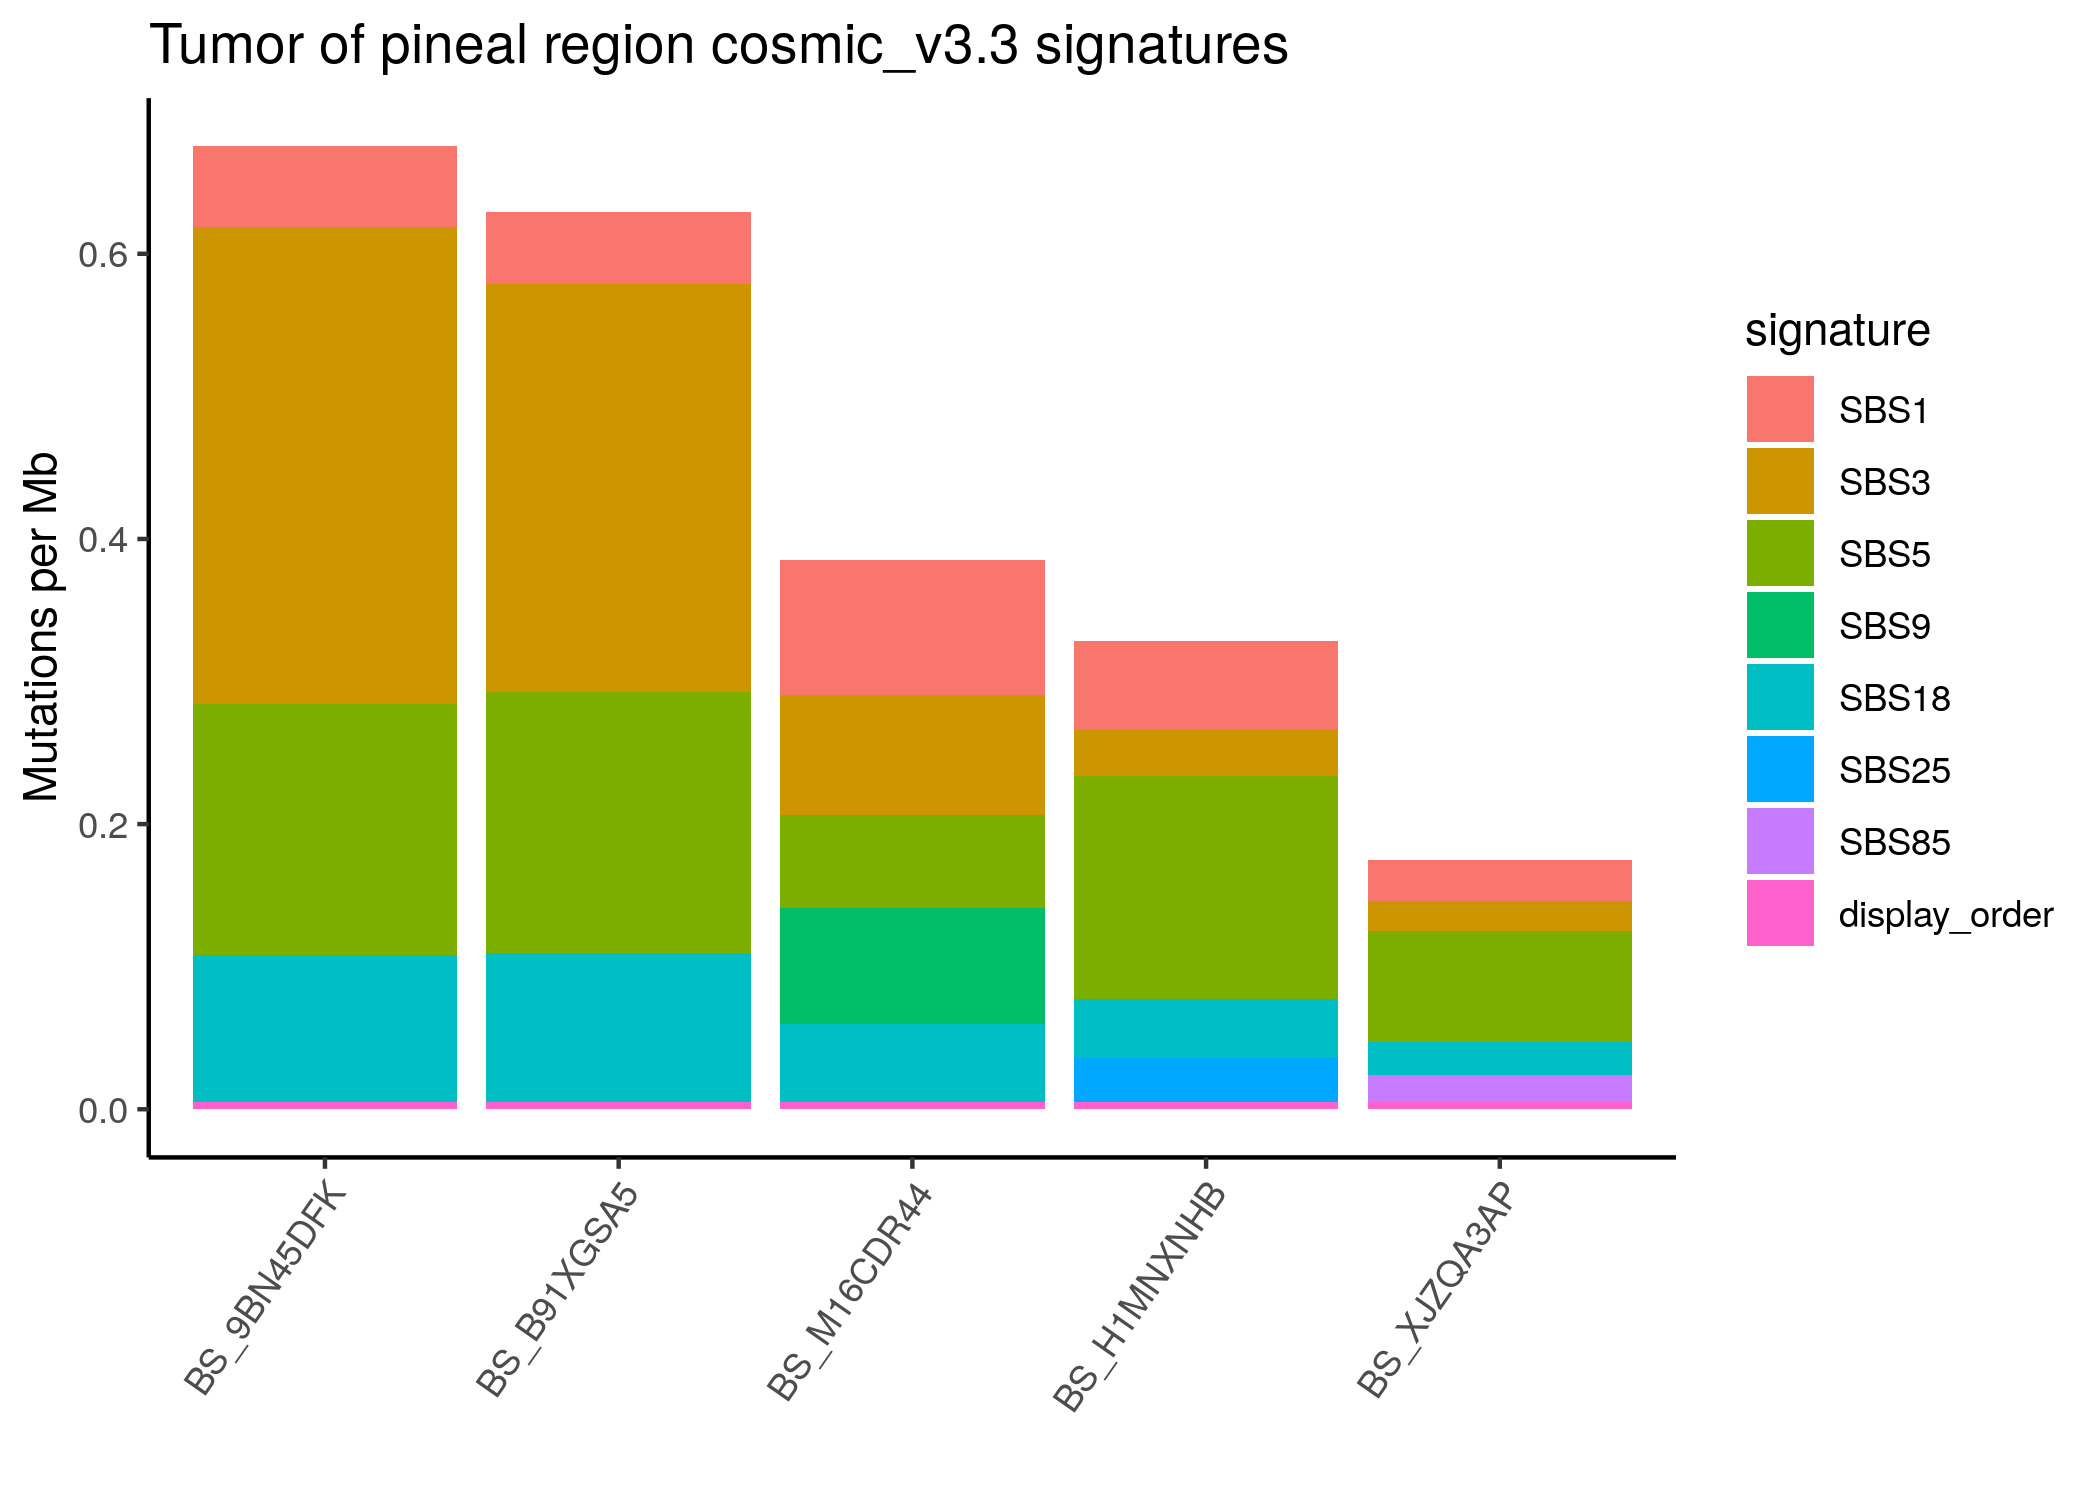 Tumor of pineal region cosmic_v3.3 signatures
Mutations per Mb
0.6
0.4
0.2
0.0
BS_9BN45DFK
BS_B91XGSA5
BS_M16CDR44
BS_H1MNXNHB
BS_XJZQA3AP
signature
SBS1
SBS3
SBS5
SBS9
SBS18
SBS25
SBS85
display_order